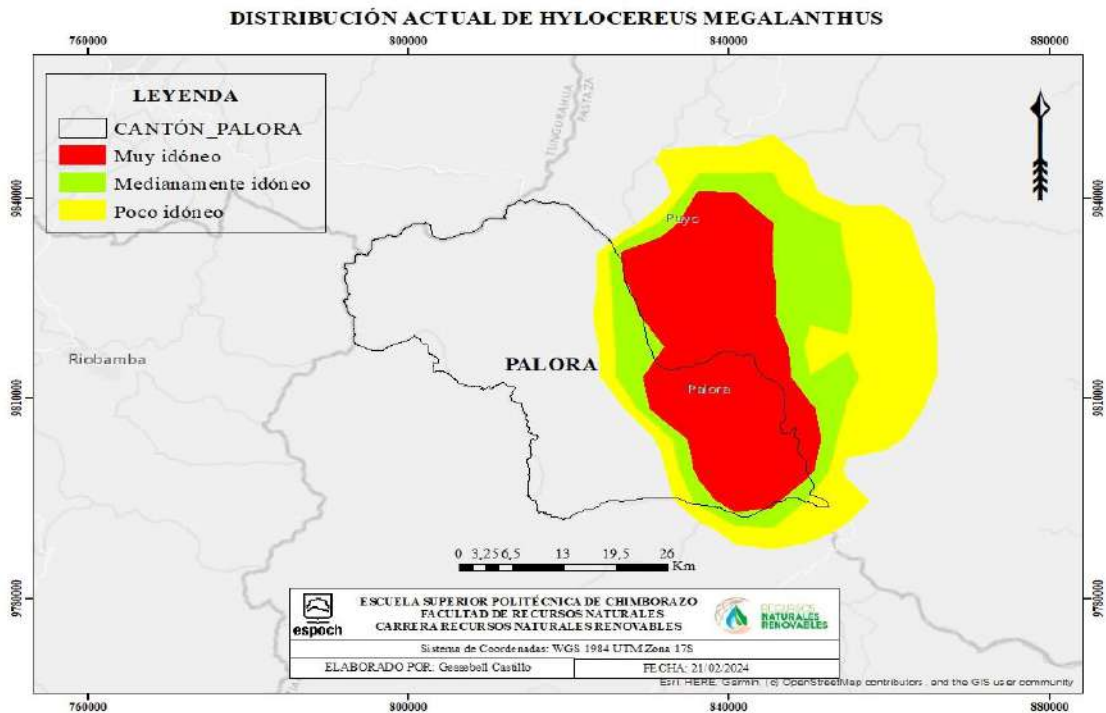 DISTRIBUCIÓN ACTUAL DE HYLOCEREUS MEGALANTHUS
760000 800000 840000 880000
LEYENDA
CANTÓN_PALORA
Muy idóneo
Medianamente idóneo
Poco idóneo
TUNGURAHUA
PASTAZA
9840000 9840000
Puyo
Riobamba
PALORA
Palora
9810000 9810000
0 3,25 6,5 13 19,5 26
Km
9780000 9780000
espoch
ESCUELA SUPERIOR POLITÉCNICA DE CHIMBORAZO
FACULTAD DE RECURSOS NATURALES
CARRERA RECURSOS NATURALES RENOVABLES
RECURSOS
NATURALES
RENOVABLES
Sistema de Coordenadas: WGS 1984 UTM Zona 17S
ELABORADO POR: Gessabell Castillo
FECHA: 21/02/2024
Esri, HERE, Garmin, (c) OpenStreetMap contributors, and the GIS user community
760000 800000 840000 880000